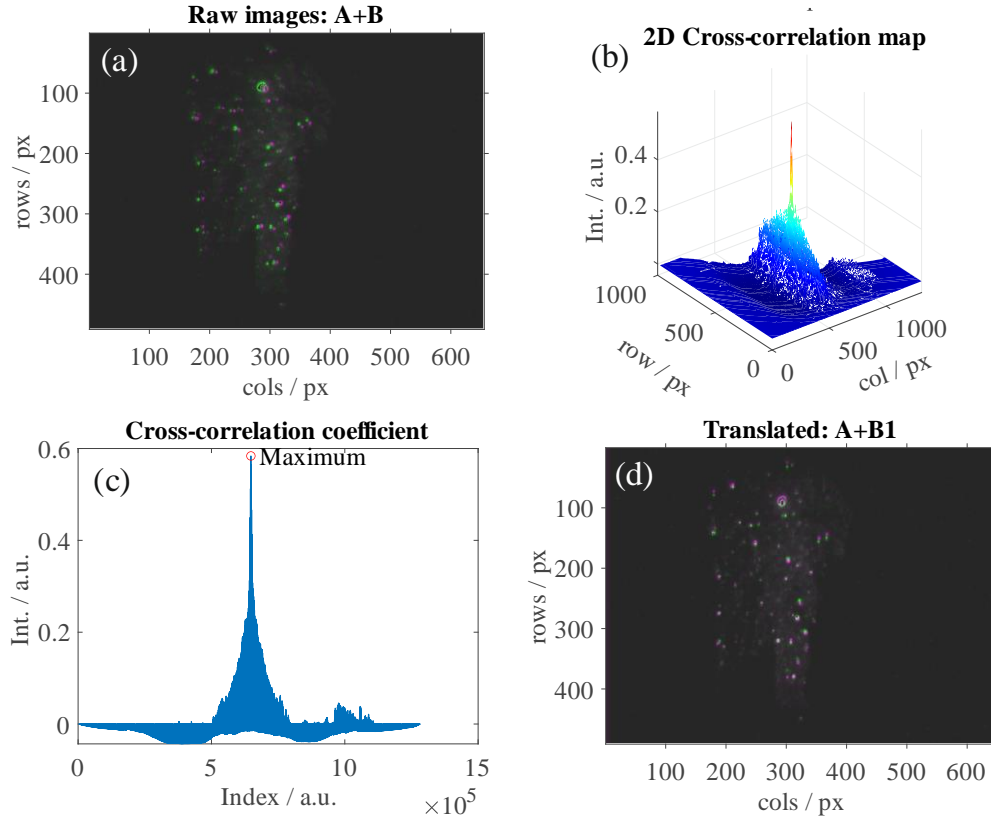 Raw images: A+B
(a)
100
200
300
400
rows / px
100 200 300 400 500 600
cols / px
2D Cross-correlation map
(b)
0.4
0.2
Int. / a.u.
1000
500
0
row / px
0
500
1000
col / px
Cross-correlation coefficient
(c)
Maximum
0.6
0.4
0.2
0
Int. / a.u.
0 5 10 15
Index / a.u.
×10^5
Translated: A+B1
(d)
100
200
300
400
rows / px
100 200 300 400 500 600
cols / px